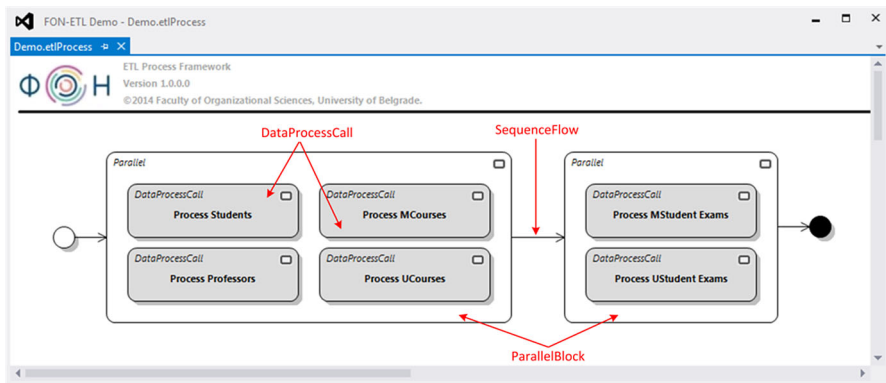 FON-ETL Demo - Demo.etlProcess
Demo.etlProcess
ETL Process Framework
Version 1.0.0.0
©2014 Faculty of Organizational Sciences, University of Belgrade.
ФОН
DataProcessCall
SequenceFlow
Parallel
DataProcessCall
Process Students
DataProcessCall
Process MCourses
DataProcessCall
Process Professors
DataProcessCall
Process UCourses
Parallel
DataProcessCall
Process MStudent Exams
DataProcessCall
Process UStudent Exams
ParallelBlock